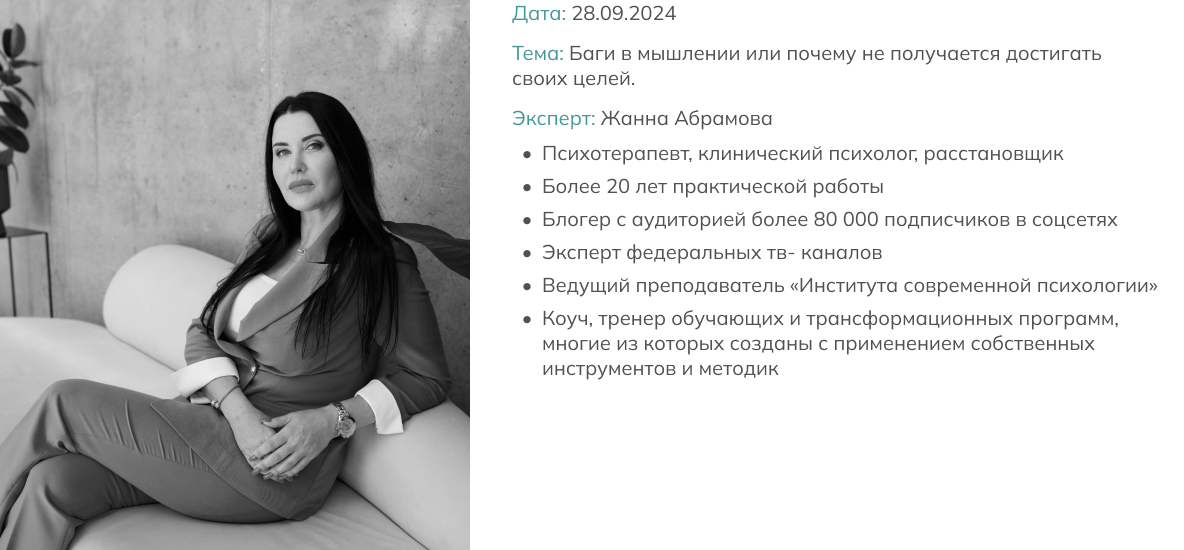 Дата: 28.09.2024
Тема: Баги в мышлении или почему не получается достигать
своих целей.
Эксперт: Жанна Абрамова
• Психотерапевт, клинический психолог, расстановщик
• Более 20 лет практической работы
• Блогер с аудиторией более 80 000 подписчиков в соцсетях
• Эксперт федеральных тв- каналов
• Ведущий преподаватель «Института современной психологии»
• Коуч, тренер обучающих и трансформационных программ,
многие из которых созданы с применением собственных
инструментов и методик